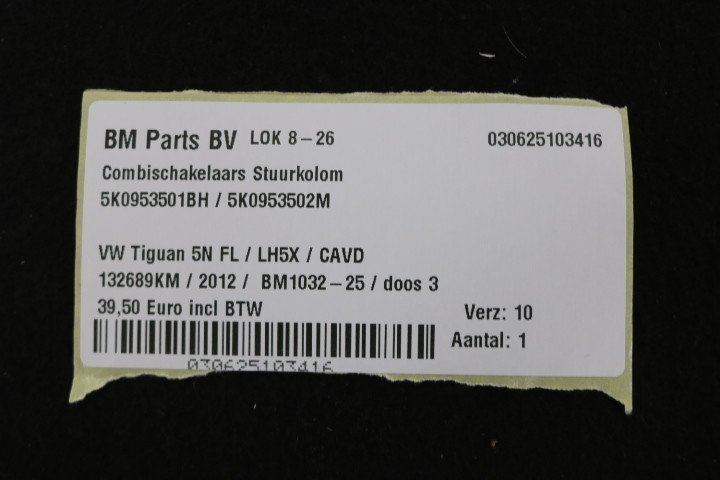 BM Parts BV LOK 8-26 030625103416
Combischakelaars Stuurkolom
5K0953501BH / 5K0953502M
VW Tiguan 5N FL / LH5X / CAVD
132689KM / 2012 / BM1032-25 / doos 3
39,50 Euro incl BTW Verz: 10
Aantal: 1
030625103416